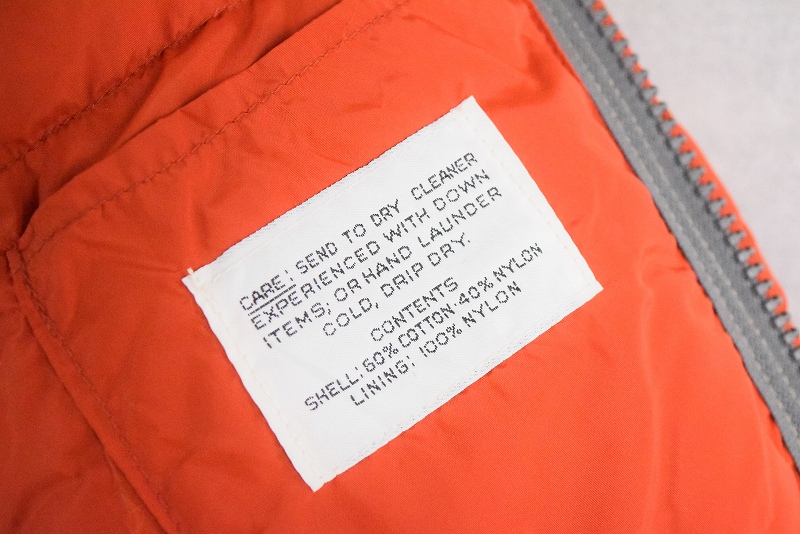 CARE: SEND TO DRY CLEANER
EXPERIENCED WITH DOWN
ITEMS; OR HAND LAUNDER
COLD, DRIP DRY.
CONTENTS
SHELL: 60% COTTON·40% NYLON
LINING: 100% NYLON